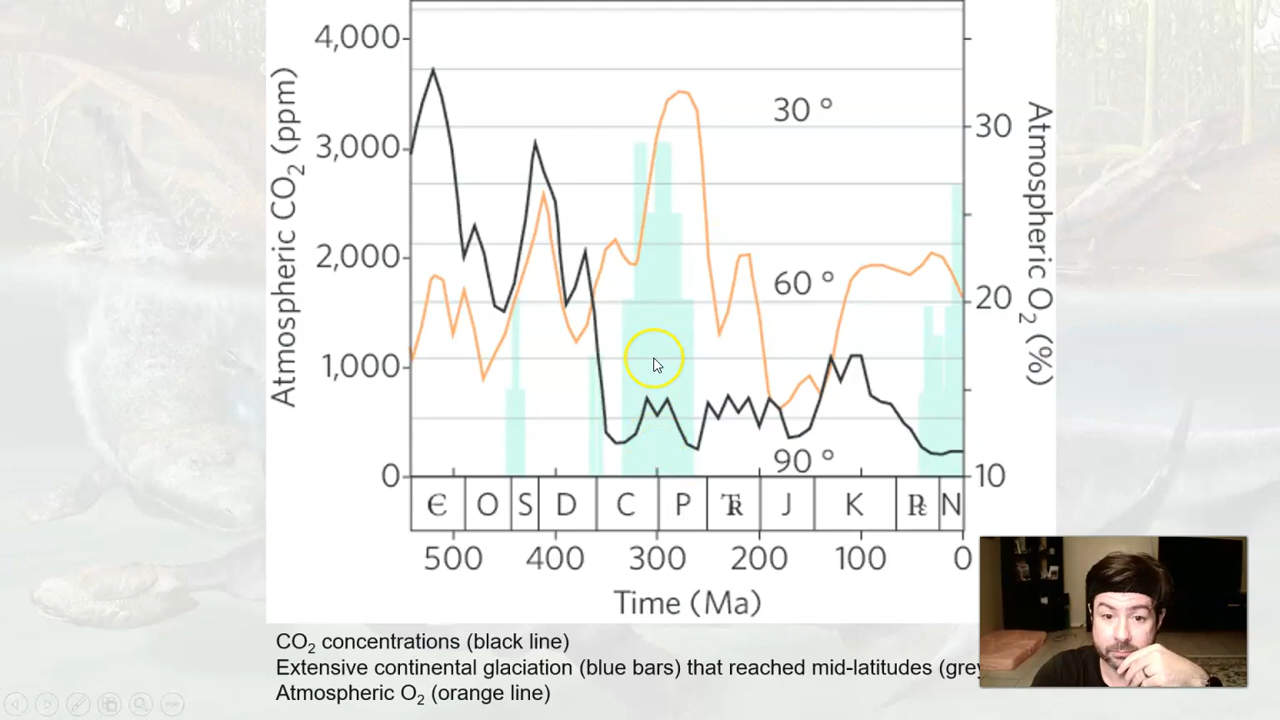 4,000
3,000
2,000
1,000
0
Atmospheric CO2 (ppm)
30 °
60 °
90 °
30
20
10
Atmospheric O2 (%)
Є O S D C P TR J K N
500 400 300 200 100 0
Time (Ma)
CO2 concentrations (black line)
Extensive continental glaciation (blue bars) that reached mid-latitudes (grey
Atmospheric O2 (orange line)